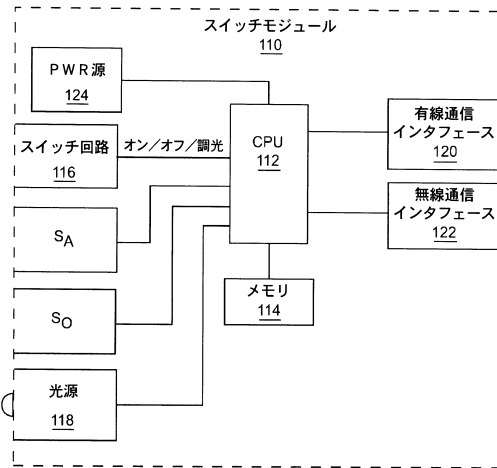 スイッチモジュール
110
PWR源
124
スイッチ回路
116
オン/オフ/調光
SA
SO
光源
118
CPU
112
メモリ
114
有線通信
インタフェース
120
無線通信
インタフェース
122